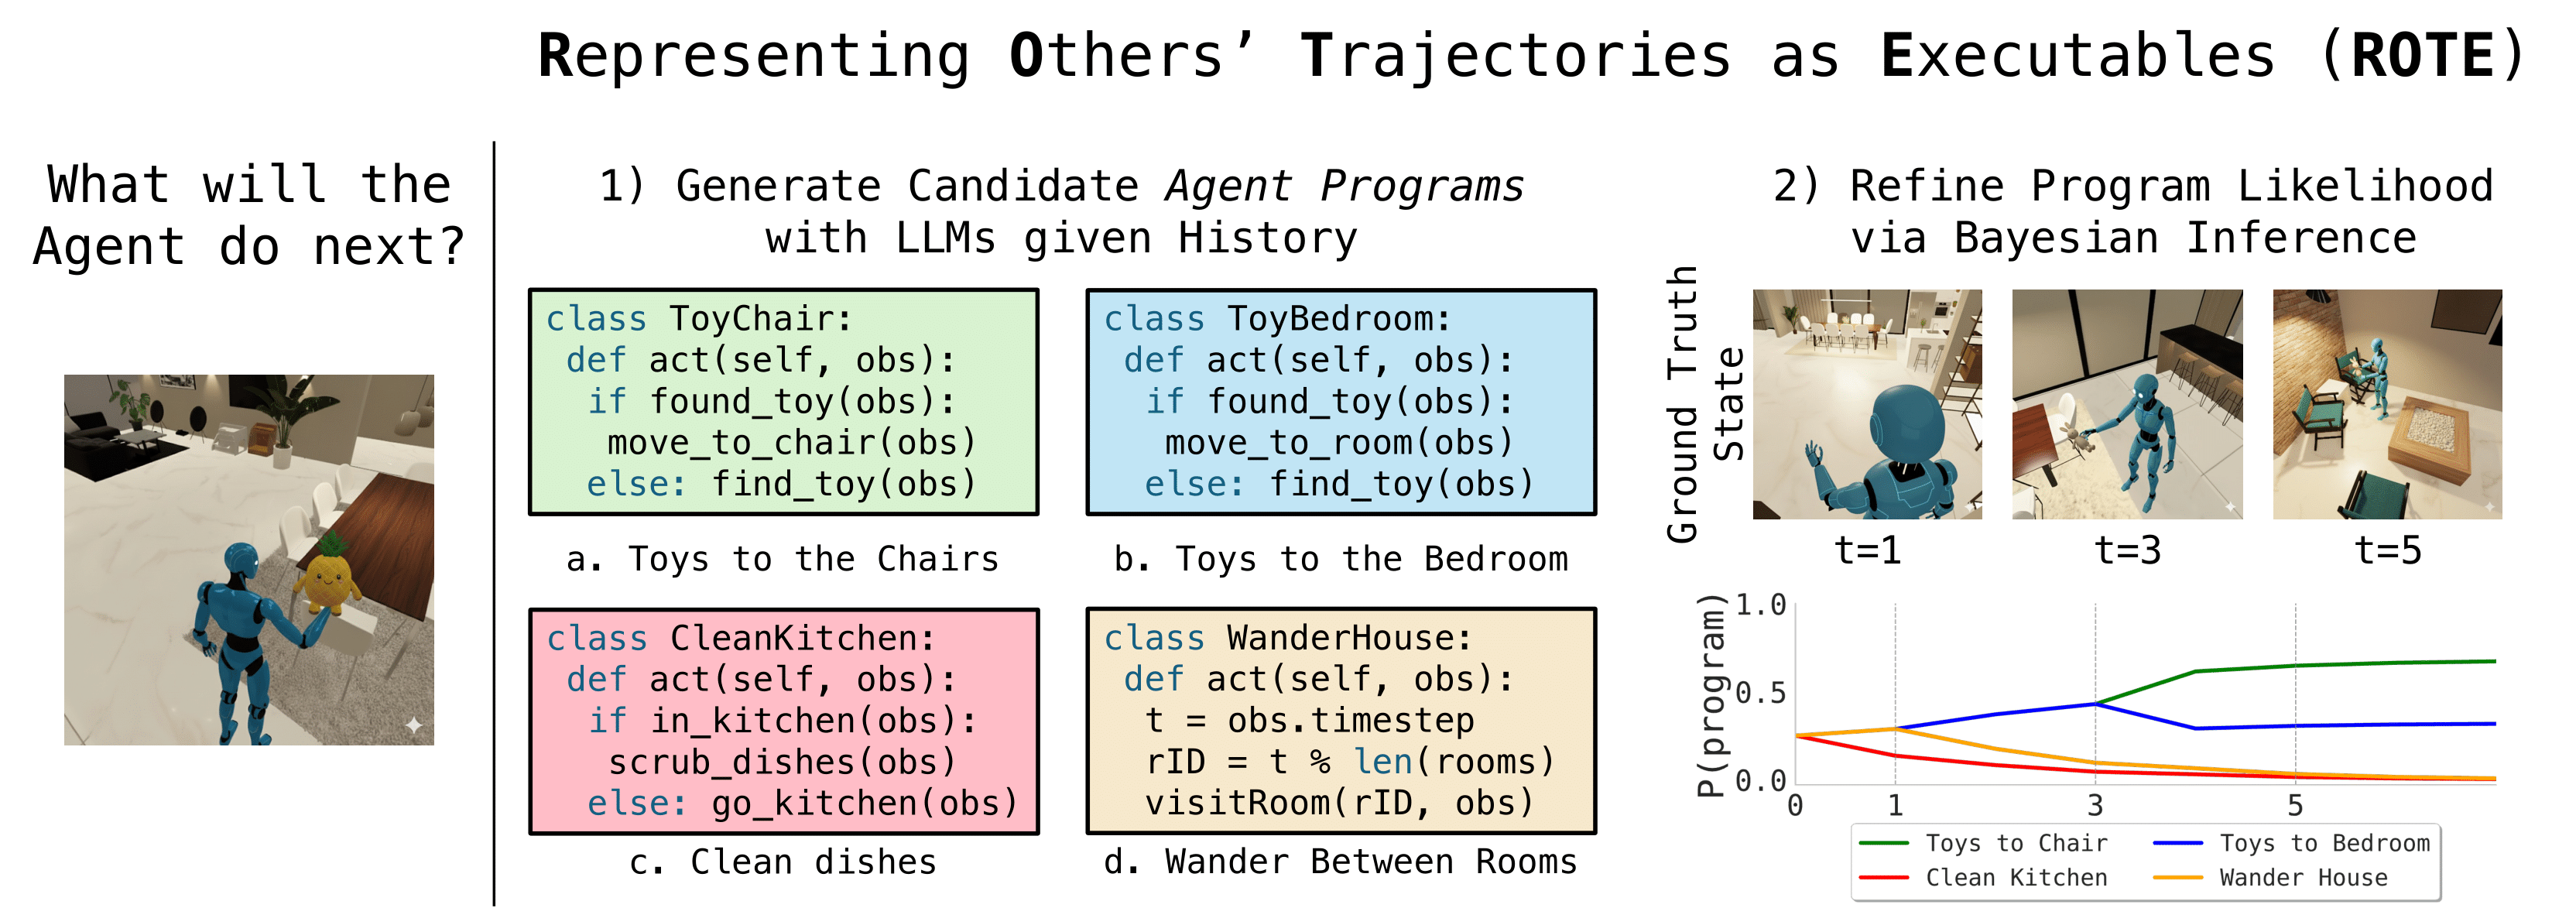 Representing Others’ Trajectories as Executables (ROTE)
What will the
Agent do next?
1) Generate Candidate Agent Programs
with LLMs given History
class ToyChair:
def act(self, obs):
if found_toy(obs):
move_to_chair(obs)
else: find_toy(obs)
a. Toys to the Chairs
class ToyBedroom:
def act(self, obs):
if found_toy(obs):
move_to_room(obs)
else: find_toy(obs)
b. Toys to the Bedroom
class CleanKitchen:
def act(self, obs):
if in_kitchen(obs):
scrub_dishes(obs)
else: go_kitchen(obs)
c. Clean dishes
class WanderHouse:
def act(self, obs):
t = obs.timestep
rID = t % len(rooms)
visitRoom(rID, obs)
d. Wander Between Rooms
2) Refine Program Likelihood
via Bayesian Inference
Ground Truth
State
t=1
t=3
t=5
P(program)
1.0
0.5
0.0
0
1
3
5
Toys to Chair
Toys to Bedroom
Clean Kitchen
Wander House